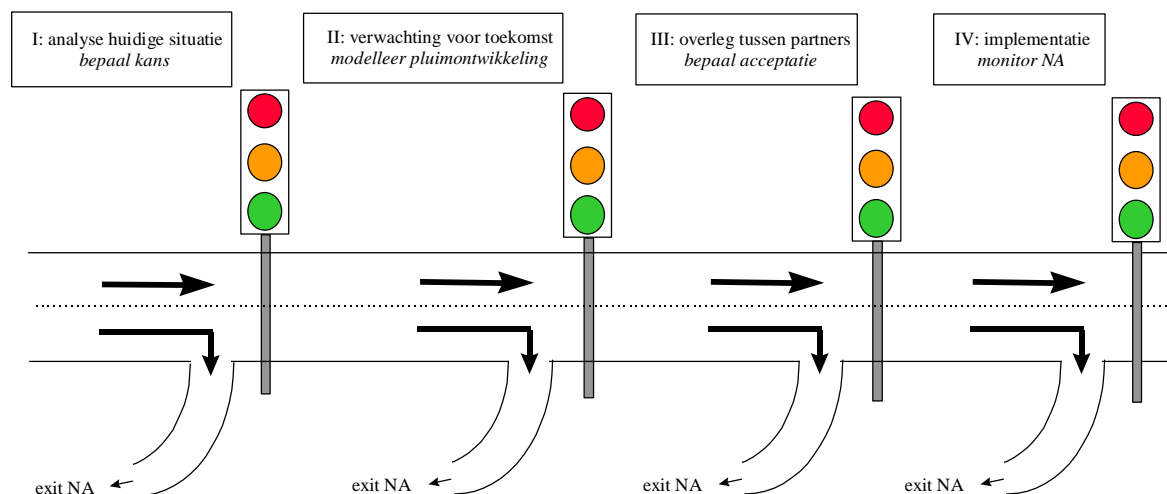 I: analyse huidige situatie
bepaal kans
II: verwachting voor toekomst
modelleer pluimontwikkeling
III: overleg tussen partners
bepaal acceptatie
IV: implementatie
monitor NA
exit NA
exit NA
exit NA
exit NA